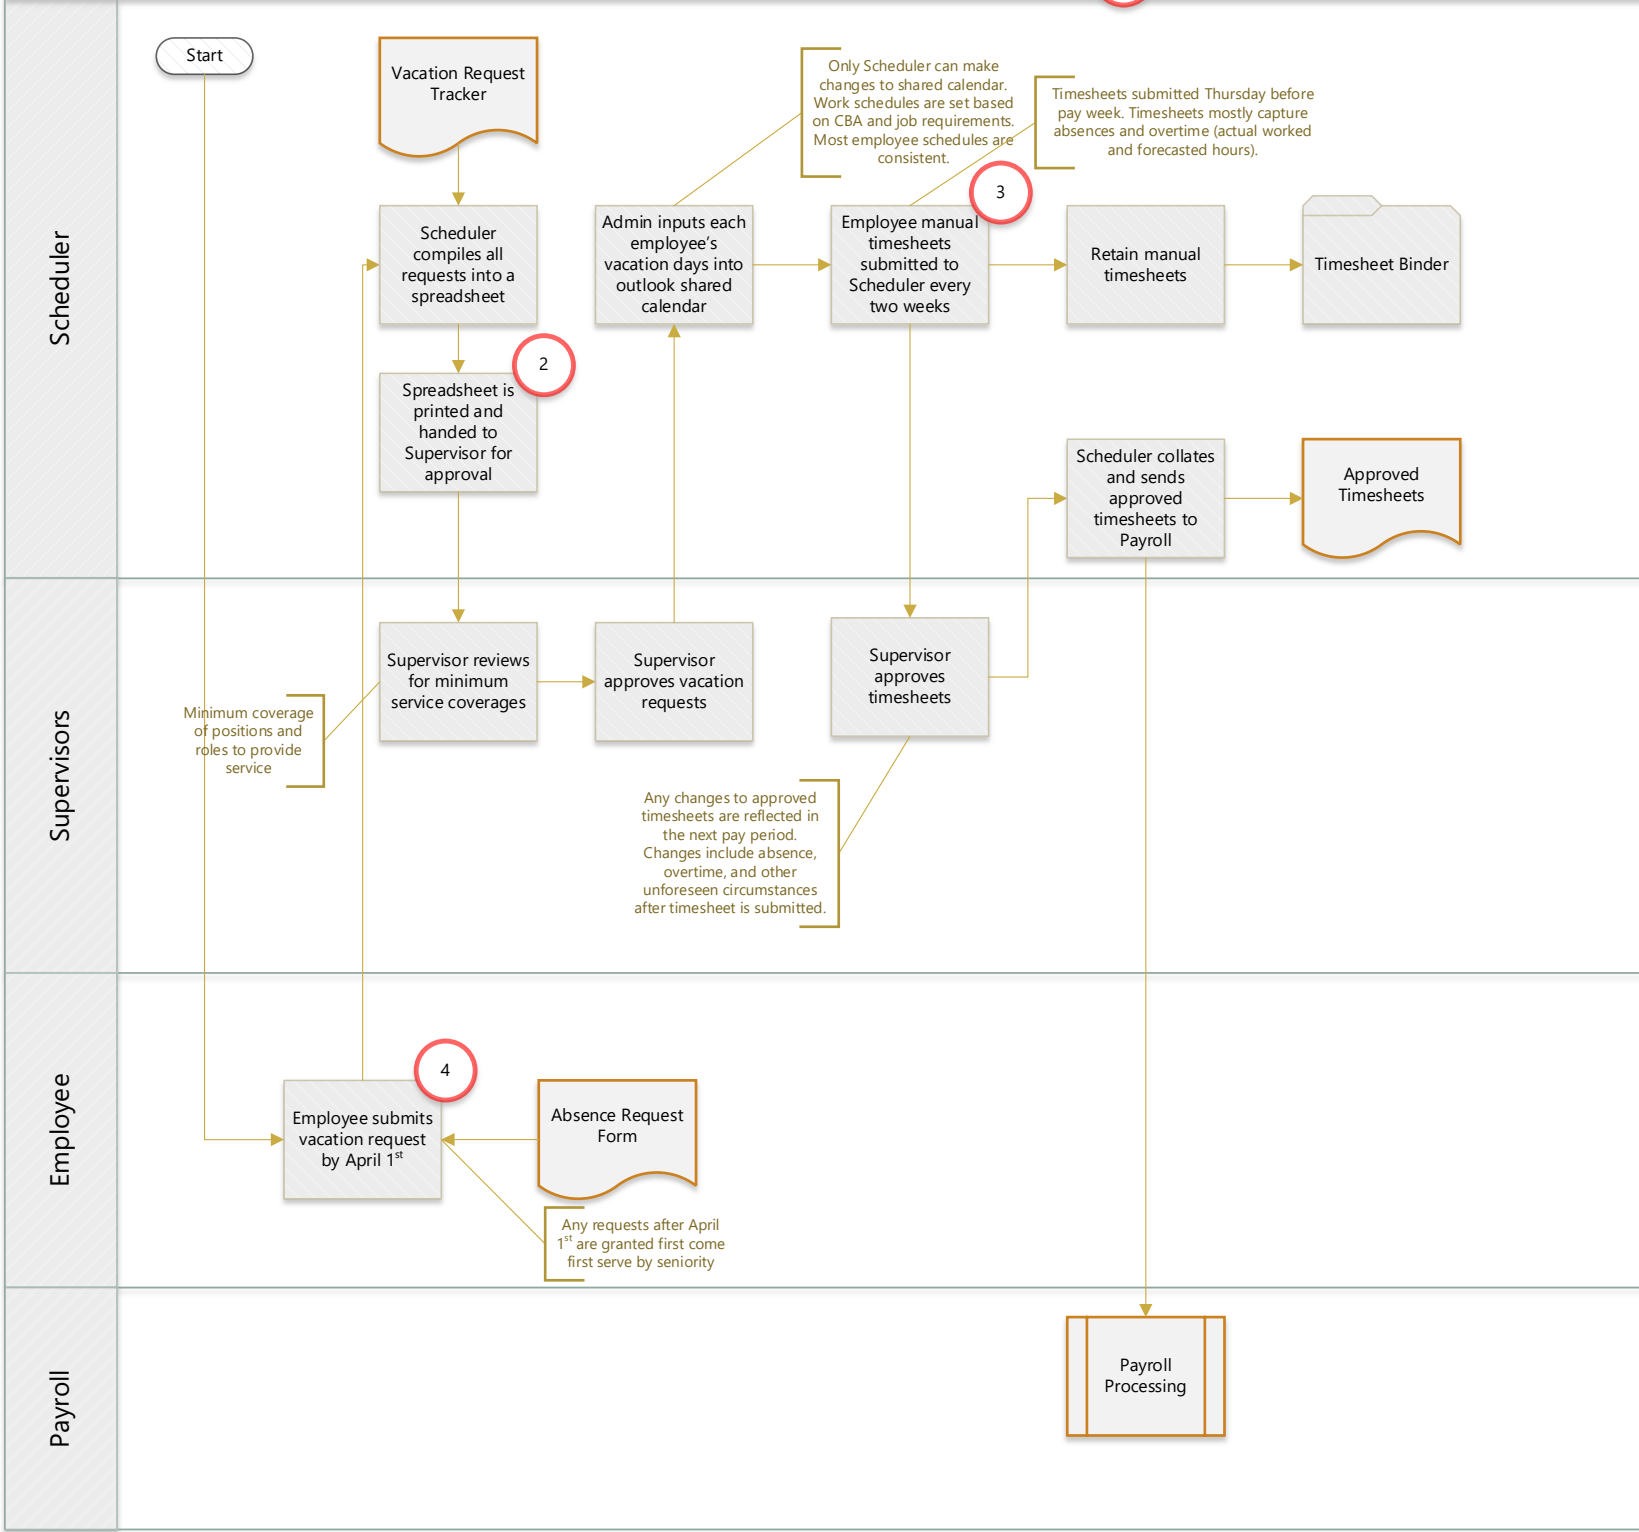 Scheduler
Start
Vacation Request
Tracker
Only Scheduler can make
changes to shared calendar.
Work schedules are set based
on CBA and job requirements.
Most employee schedules are
consistent.
Timesheets submitted Thursday before
pay week. Timesheets mostly capture
absences and overtime (actual worked
and forecasted hours).
3
Scheduler
compiles all
requests into a
spreadsheet
Admin inputs each
employee’s
vacation days into
outlook shared
calendar
Employee manual
timesheets
submitted to
Scheduler every
two weeks
Retain manual
timesheets
Timesheet Binder
2
Spreadsheet is
printed and
handed to
Supervisor for
approval
Scheduler collates
and sends
approved
timesheets to
Payroll
Approved
Timesheets
Supervisors
Supervisor reviews
for minimum
service coverages
Supervisor
approves vacation
requests
Supervisor
approves
timesheets
Minimum coverage
of positions and
roles to provide
service
Any changes to approved
timesheets are reflected in
the next pay period.
Changes include absence,
overtime, and other
unforeseen circumstances
after timesheet is submitted.
Employee
4
Employee submits
vacation request
by April 1st
Absence Request
Form
Any requests after April
1st are granted first come
first serve by seniority
Payroll
Payroll
Processing